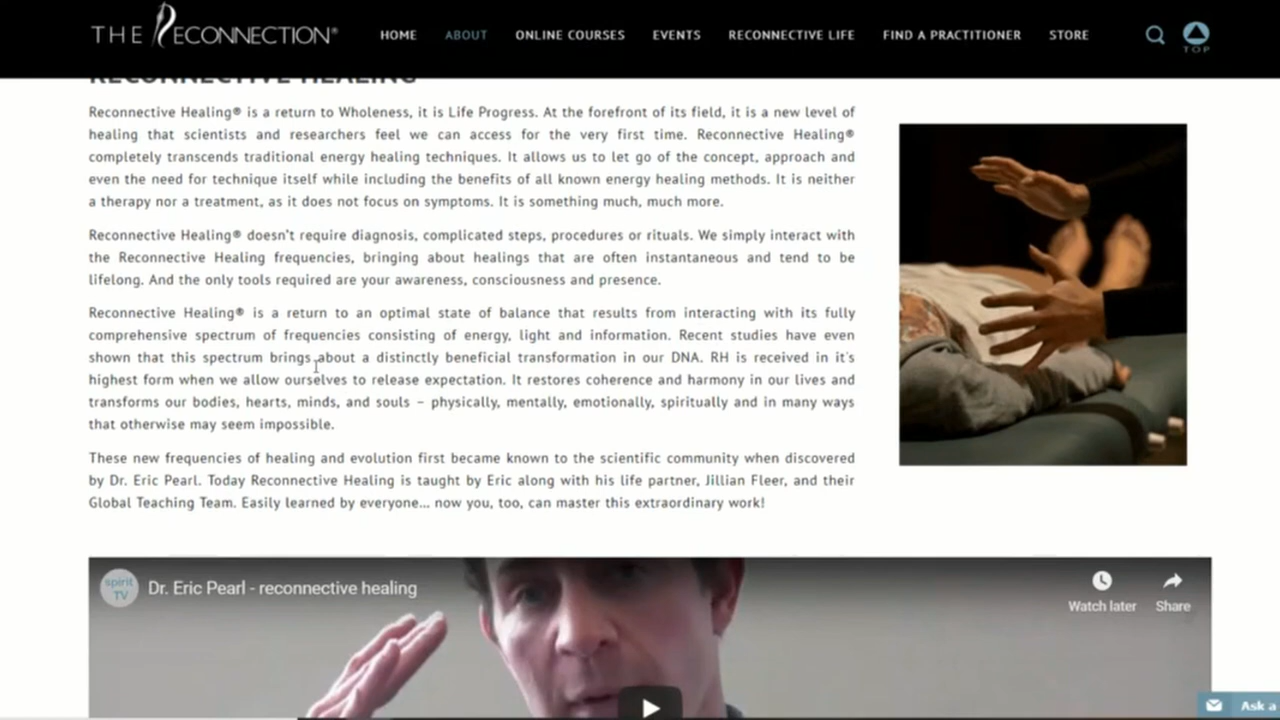 THE RECONNECTION®
HOME ABOUT ONLINE COURSES EVENTS RECONNECTIVE LIFE FIND A PRACTITIONER STORE
TOP
RECONNECTIVE HEALING
Reconnective Healing® is a return to Wholeness, it is Life Progress. At the forefront of its field, it is a new level of
healing that scientists and researchers feel we can access for the very first time. Reconnective Healing®
completely transcends traditional energy healing techniques. It allows us to let go of the concept, approach and
even the need for technique itself while including the benefits of all known energy healing methods. It is neither
a therapy nor a treatment, as it does not focus on symptoms. It is something much, much more.
Reconnective Healing® doesn't require diagnosis, complicated steps, procedures or rituals. We simply interact with
the Reconnective Healing frequencies, bringing about healings that are often instantaneous and tend to be
lifelong. And the only tools required are your awareness, consciousness and presence.
Reconnective Healing® is a return to an optimal state of balance that results from interacting with its fully
comprehensive spectrum of frequencies consisting of energy, light and information. Recent studies have even
shown that this spectrum brings about a distinctly beneficial transformation in our DNA. RH is received in it's
highest form when we allow ourselves to release expectation. It restores coherence and harmony in our lives and
transforms our bodies, hearts, minds, and souls – physically, mentally, emotionally, spiritually and in many ways
that otherwise may seem impossible.
These new frequencies of healing and evolution first became known to the scientific community when discovered
by Dr. Eric Pearl. Today Reconnective Healing is taught by Eric along with his life partner, Jillian Fleer, and their
Global Teaching Team. Easily learned by everyone... now you, too, can master this extraordinary work!
spirit TV
Dr. Eric Pearl - reconnective healing
Watch later Share
Ask a